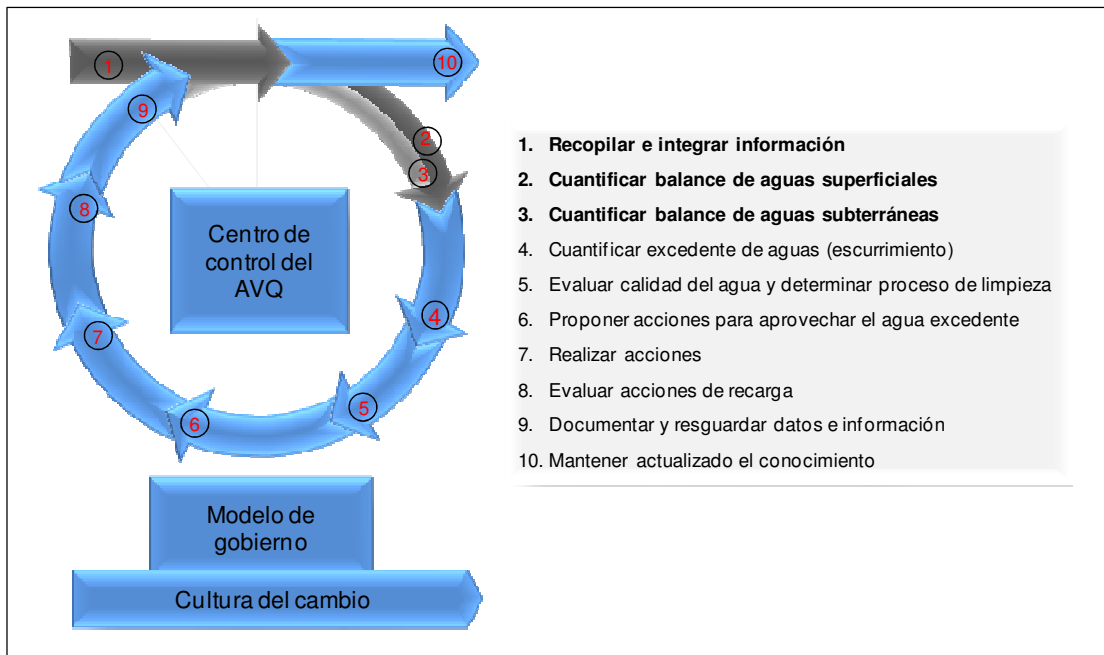 1
10
9
2
3
8
Centro de
control del
AVQ
4
7
5
6
Modelo de
gobierno
Cultura del cambio
1. Recopilar e integrar información
2. Cuantificar balance de aguas superficiales
3. Cuantificar balance de aguas subterráneas
4. Cuantificar excedente de aguas (escurrimiento)
5. Evaluar calidad del agua y determinar proceso de limpieza
6. Proponer acciones para aprovechar el agua excedente
7. Realizar acciones
8. Evaluar acciones de recarga
9. Documentar y resguardar datos e información
10. Mantener actualizado el conocimiento